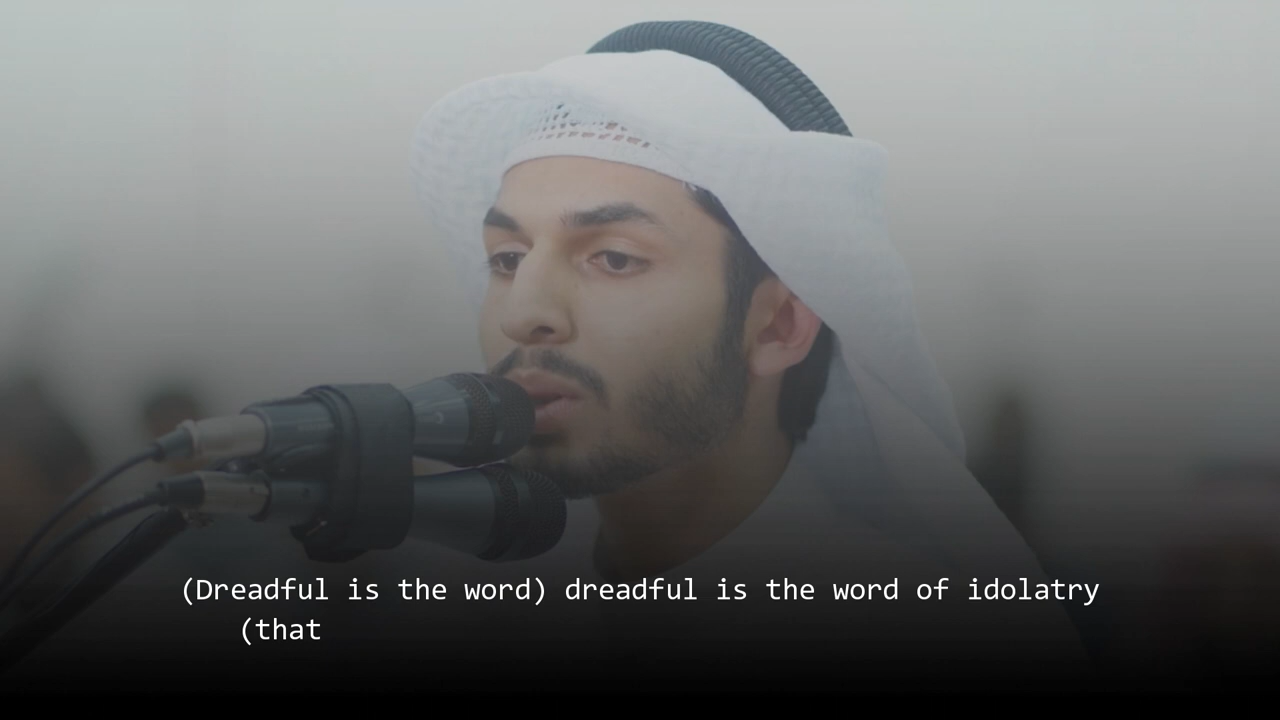 (Dreadful is the word) dreadful is the word of idolatry
(that